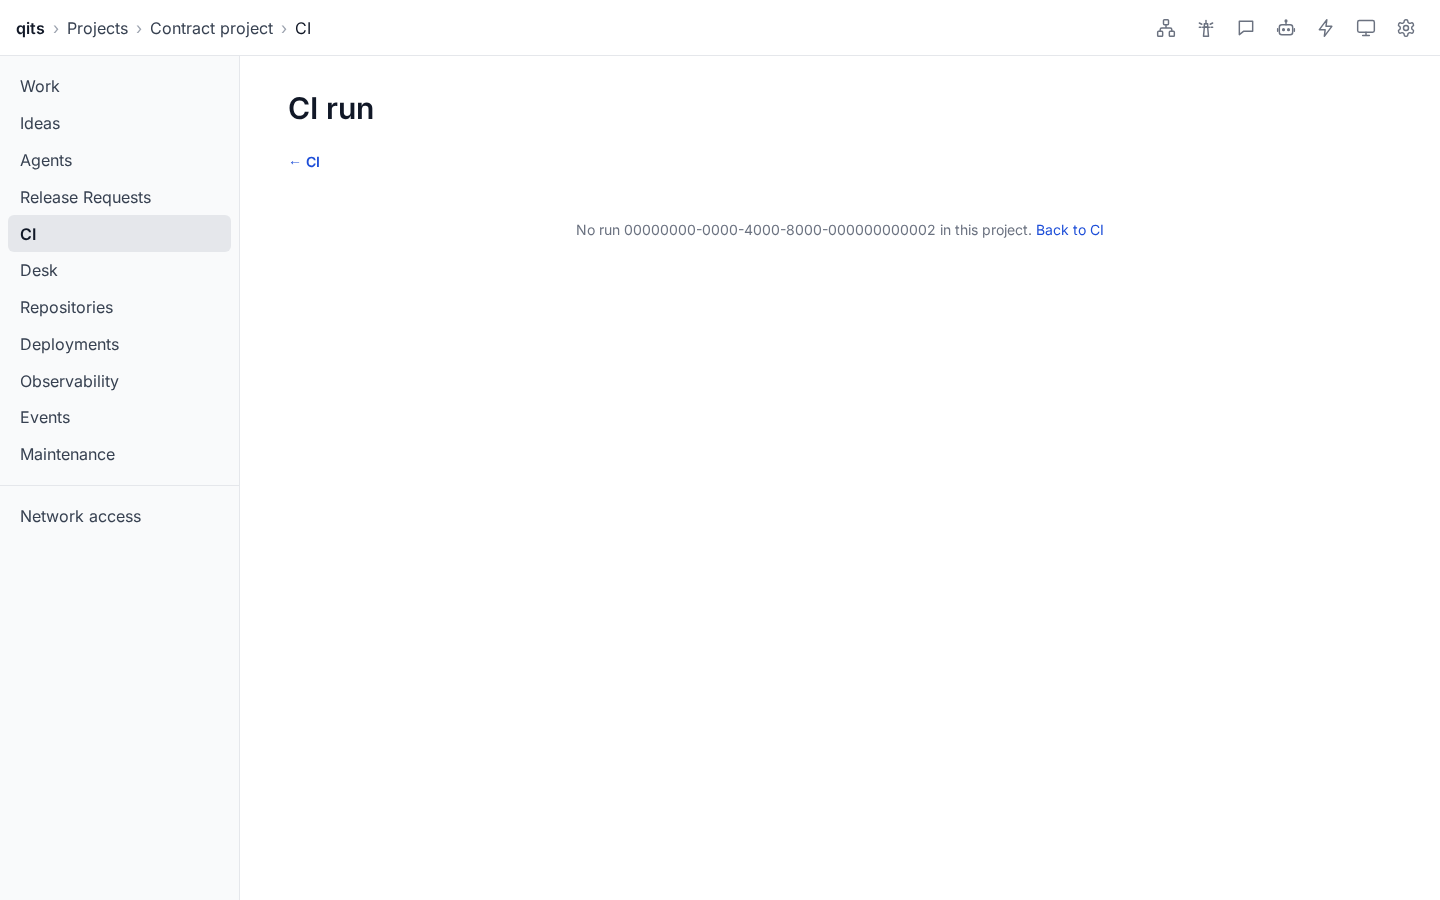 qits › Projects › Contract project › CI
Work
Ideas
Agents
Release Requests
CI
Desk
Repositories
Deployments
Observability
Events
Maintenance
Network access
CI run
← CI
No run 00000000-0000-4000-8000-000000000002 in this project. Back to CI